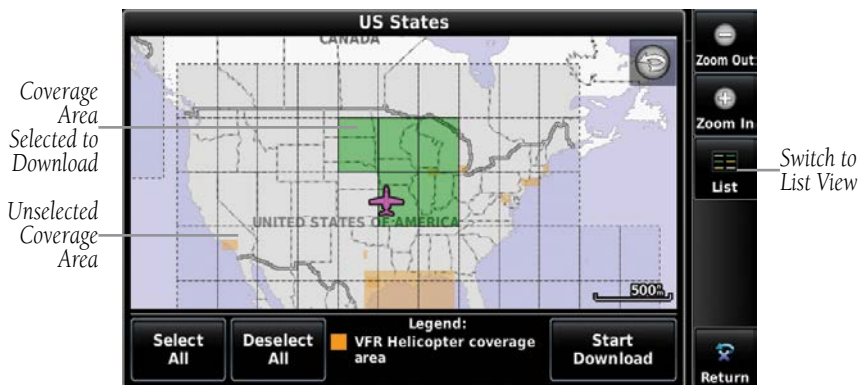 US States
CANADA
UNITED STATES OF AMERICA
500
Select All
Deselect All
Legend:
VFR Helicopter coverage area
Start Download
Zoom Out
Zoom In
List
Return
Coverage
Area
Selected to
Download
Unselected
Coverage
Area
Switch to
List View